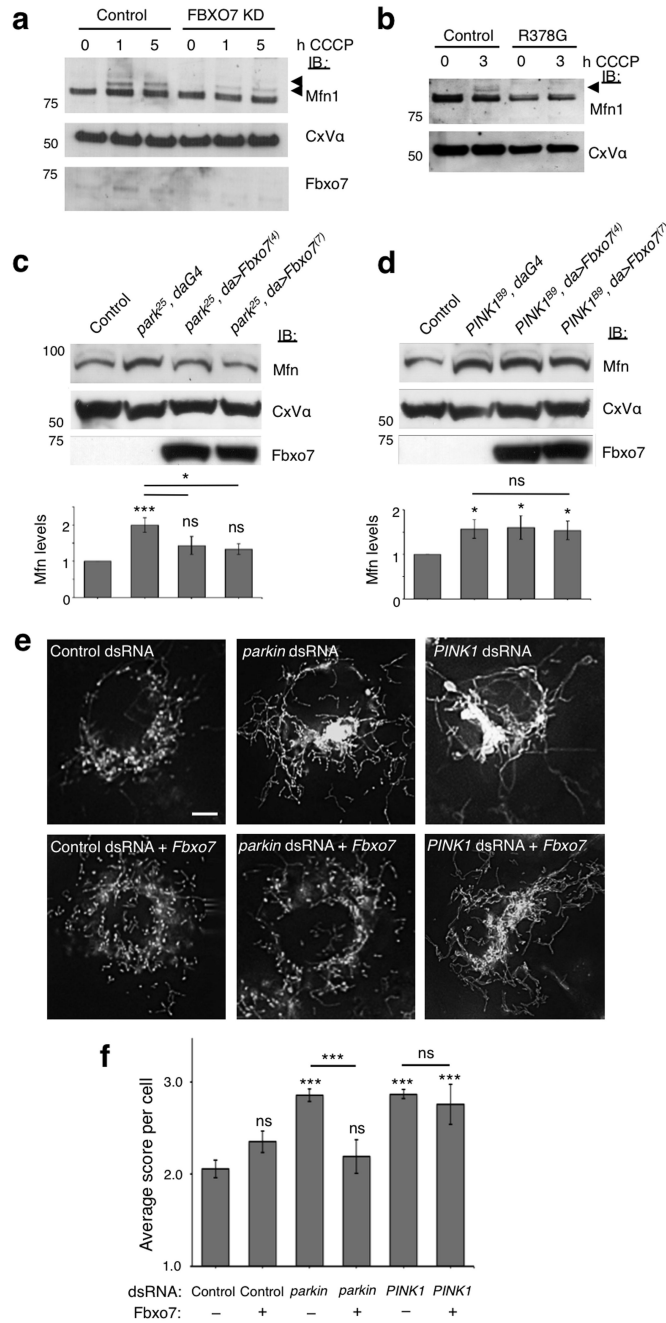 a
Control FBXO7 KD
0 1 5 0 1 5 h CCCP
IB:
Mfn1
75
CxVα
50
75
Fbxo7
b
Control R378G
0 3 0 3 h CCCP
IB:
Mfn1
75
CxVα
50
c
Control
park25, daG4
park25, da>Fbxo7(4)
park25, da>Fbxo7(7)
IB:
100
Mfn
CxVα
50
75
Fbxo7
*
*** ns ns
Mfn levels
2
1
0
d
Control
PINK1B9, daG4
PINK1B9, da>Fbxo7(4)
PINK1B9, da>Fbxo7(7)
IB:
Mfn
CxVα
50
75
Fbxo7
ns
* * *
Mfn levels
2
1
0
e
Control dsRNA
parkin dsRNA
PINK1 dsRNA
Control dsRNA + Fbxo7
parkin dsRNA + Fbxo7
PINK1 dsRNA + Fbxo7
f
*** ns
*** ns *** ns *** ***
Average score per cell
3.0
2.0
1.0
dsRNA: Control Control parkin parkin PINK1 PINK1
Fbxo7: – + – + – +